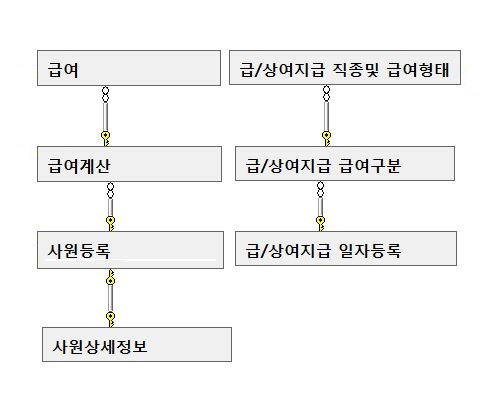 급여
급/상여지급 직종및 급여형태
급여계산
급/상여지급 급여구분
사원등록
급/상여지급 일자등록
사원상세정보